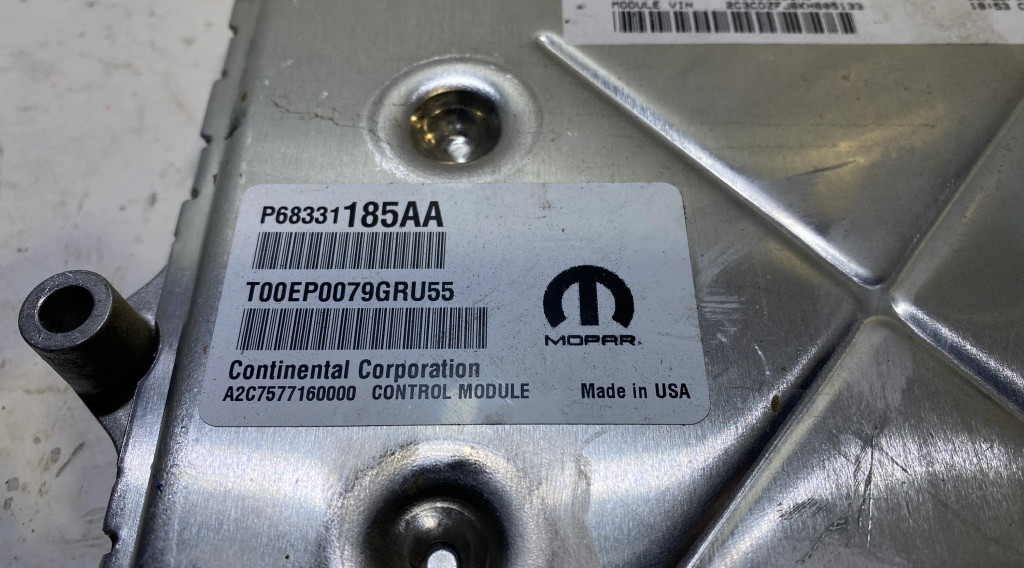 MODULE VIN
P68331185AA
T00EP0079GRU55
MOPAR
Continental Corporation
A2C7577160000 CONTROL MODULE Made in USA